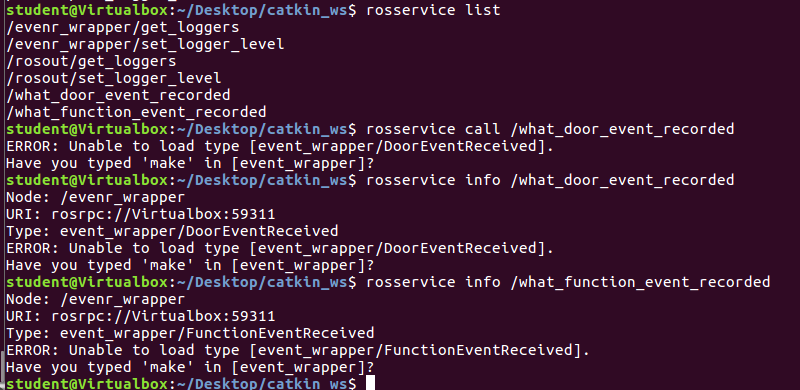 student@Virtualbox:~/Desktop/catkin_ws$ rosservice list
/evenr_wrapper/get_loggers
/evenr_wrapper/set_logger_level
/rosout/get_loggers
/rosout/set_logger_level
/what_door_event_recorded
/what_function_event_recorded
student@Virtualbox:~/Desktop/catkin_ws$ rosservice call /what_door_event_recorded
ERROR: Unable to load type [event_wrapper/DoorEventReceived].
Have you typed 'make' in [event_wrapper]?
student@Virtualbox:~/Desktop/catkin_ws$ rosservice info /what_door_event_recorded
Node: /evenr_wrapper
URI: rosrpc://Virtualbox:59311
Type: event_wrapper/DoorEventReceived
ERROR: Unable to load type [event_wrapper/DoorEventReceived].
Have you typed 'make' in [event_wrapper]?
student@Virtualbox:~/Desktop/catkin_ws$ rosservice info /what_function_event_recorded
Node: /evenr_wrapper
URI: rosrpc://Virtualbox:59311
Type: event_wrapper/FunctionEventReceived
ERROR: Unable to load type [event_wrapper/FunctionEventReceived].
Have you typed 'make' in [event_wrapper]?
student@Virtualbox:~/Desktop/catkin_ws$